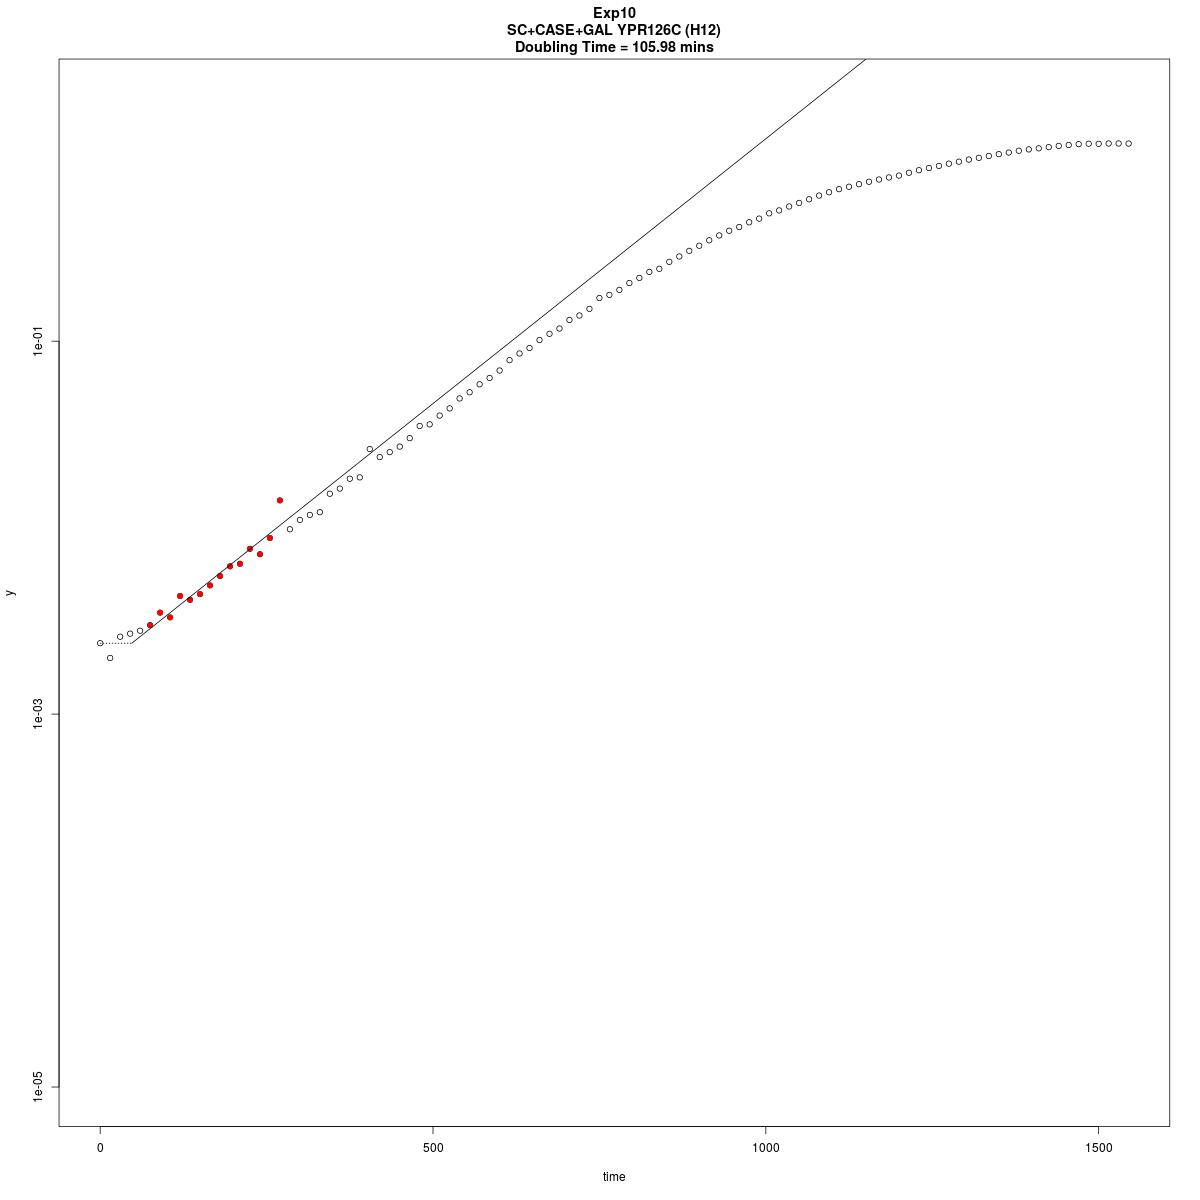 Exp10
SC+CASE+GAL YPR126C (H12)
Doubling Time = 105.98 mins
1e-01
1e-03
1e-05
y
0 500 1000 1500
time